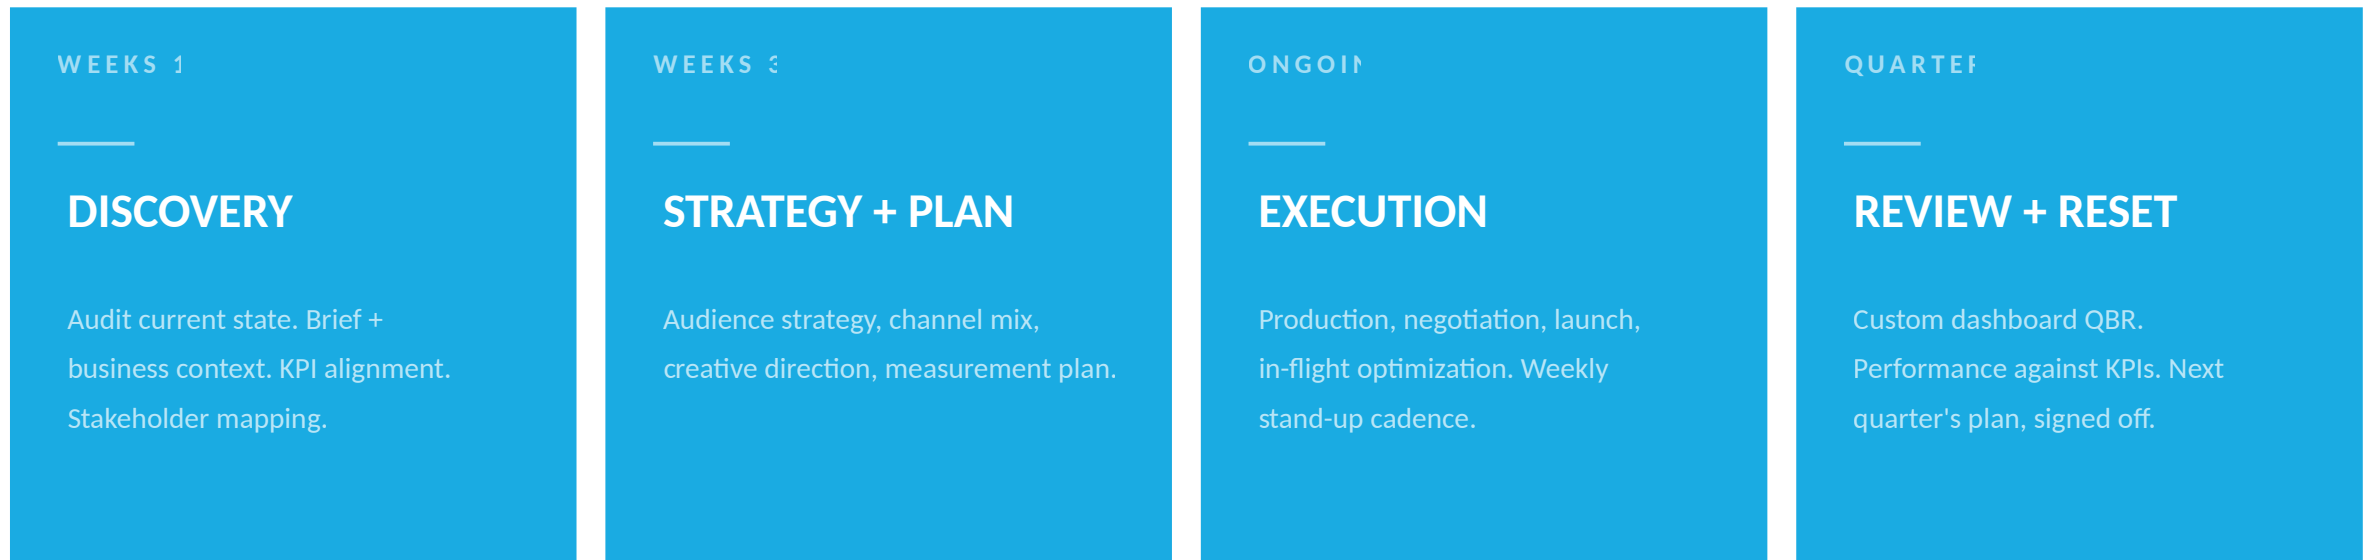 WEEKS 1
DISCOVERY
Audit current state. Brief +
business context. KPI alignment.
Stakeholder mapping.
WEEKS 3
STRATEGY + PLAN
Audience strategy, channel mix,
creative direction, measurement plan.
EXECUTION
Production, negotiation, launch,
in-flight optimization. Weekly
stand-up cadence.
REVIEW + RESET
Custom dashboard QBR.
Performance against KPIs. Next
quarter's plan, signed off.